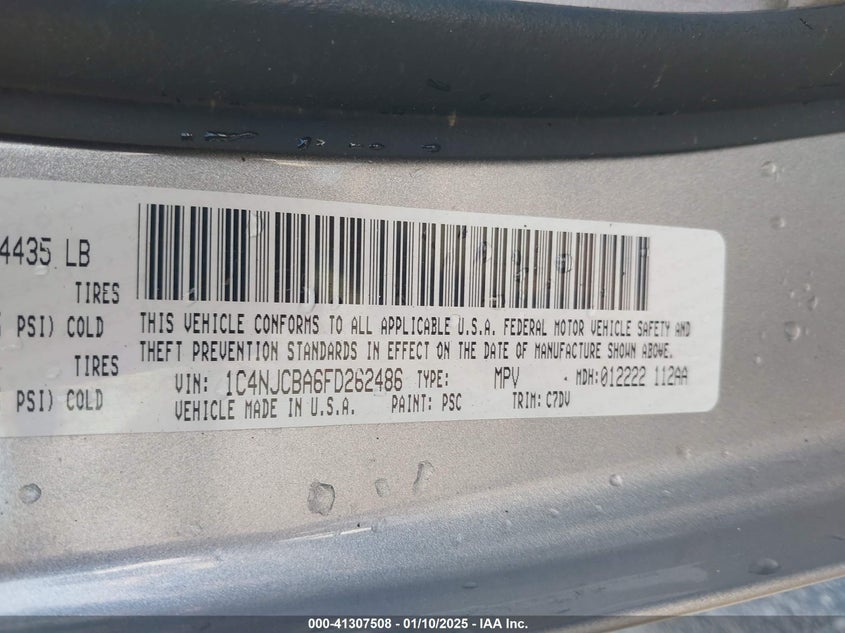 4435 LB
TIRES
PSI) COLD
TIRES
PSI) COLD
THIS VEHICLE CONFORMS TO ALL APPLICABLE U.S.A. FEDERAL MOTOR VEHICLE SAFETY AND
THEFT PREVENTION STANDARDS IN EFFECT ON THE DATE OF MANUFACTURE SHOWN ABOVE.
VIN: 1C4NJCBA6FD262486 TYPE: MPV MDH: 012222 112AA
VEHICLE MADE IN U.S.A. PAINT: PSC TRIM: C7DV
000-41307508 — 01/10/2025 — IAA Inc.